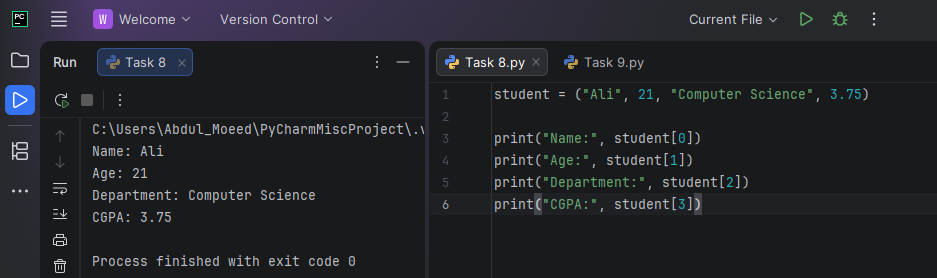 PC W Welcome Version Control Current File
Run Task 8
Task 8.py Task 9.py
C:\Users\Abdul_Moeed\PyCharmMiscProject\.v
Name: Ali
Age: 21
Department: Computer Science
CGPA: 3.75
Process finished with exit code 0
1 student = ("Ali", 21, "Computer Science", 3.75)
2
3 print("Name:", student[0])
4 print("Age:", student[1])
5 print("Department:", student[2])
6 print("CGPA:", student[3])